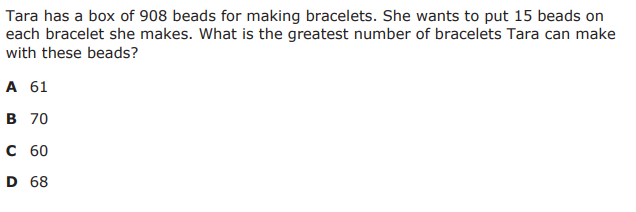 Tara has a box of 908 beads for making bracelets. She wants to put 15 beads on
each bracelet she makes. What is the greatest number of bracelets Tara can make
with these beads?
A 61
B 70
C 60
D 68